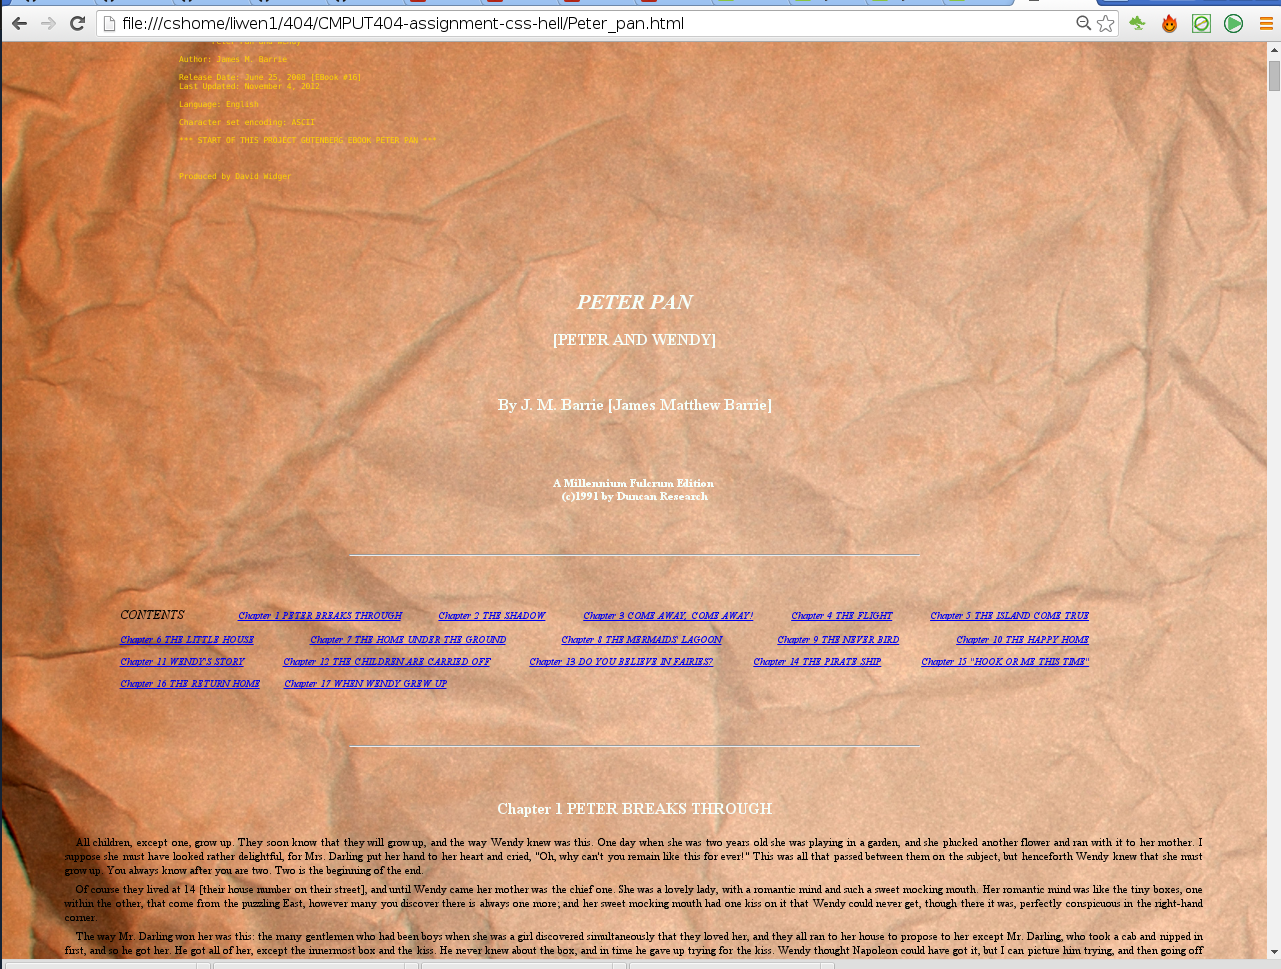 file:///cshome/liwen1/404/CMPUT404-assignment-css-hell/Peter_pan.html
Author: James M. Barrie
Release Date: June 25, 2008 [EBook #16]
Last Updated: November 4, 2012
Language: English
Character set encoding: ASCII
*** START OF THIS PROJECT GUTENBERG EBOOK PETER PAN ***
Produced by David Widger
PETER PAN
[PETER AND WENDY]
By J. M. Barrie [James Matthew Barrie]
A Millennium Fulcrum Edition
(c)1991 by Duncan Research
CONTENTS Chapter 1 PETER BREAKS THROUGH Chapter 2 THE SHADOW Chapter 3 COME AWAY, COME AWAY! Chapter 4 THE FLIGHT Chapter 5 THE ISLAND COME TRUE
Chapter 6 THE LITTLE HOUSE Chapter 7 THE HOME UNDER THE GROUND Chapter 8 THE MERMAIDS' LAGOON Chapter 9 THE NEVER BIRD Chapter 10 THE HAPPY HOME
Chapter 11 WENDY'S STORY Chapter 12 THE CHILDREN ARE CARRIED OFF Chapter 13 DO YOU BELIEVE IN FAIRIES? Chapter 14 THE PIRATE SHIP Chapter 15 "HOOK OR ME THIS TIME"
Chapter 16 THE RETURN HOME Chapter 17 WHEN WENDY GREW UP
Chapter 1 PETER BREAKS THROUGH
All children, except one, grow up. They soon know that they will grow up, and the way Wendy knew was this. One day when she was two years old she was playing in a garden, and she plucked another flower and ran with it to her mother. I
suppose she must have looked rather delightful, for Mrs. Darling put her hand to her heart and cried, "Oh, why can't you remain like this for ever!" This was all that passed between them on the subject, but henceforth Wendy knew that she must
grow up. You always know after you are two. Two is the beginning of the end.
Of course they lived at 14 [their house number on their street], and until Wendy came her mother was the chief one. She was a lovely lady, with a romantic mind and such a sweet mocking mouth. Her romantic mind was like the tiny boxes, one
within the other, that come from the puzzling East, however many you discover there is always one more; and her sweet mocking mouth had one kiss on it that Wendy could never get, though there it was, perfectly conspicuous in the right-hand
corner.
The way Mr. Darling won her was this: the many gentlemen who had been boys when she was a girl discovered simultaneously that they loved her, and they all ran to her house to propose to her except Mr. Darling, who took a cab and nipped in
first, and so he got her. He got all of her, except the innermost box and the kiss. He never knew about the box, and in time he gave up trying for the kiss. Wendy thought Napoleon could have got it, but I can picture him trying, and then going off